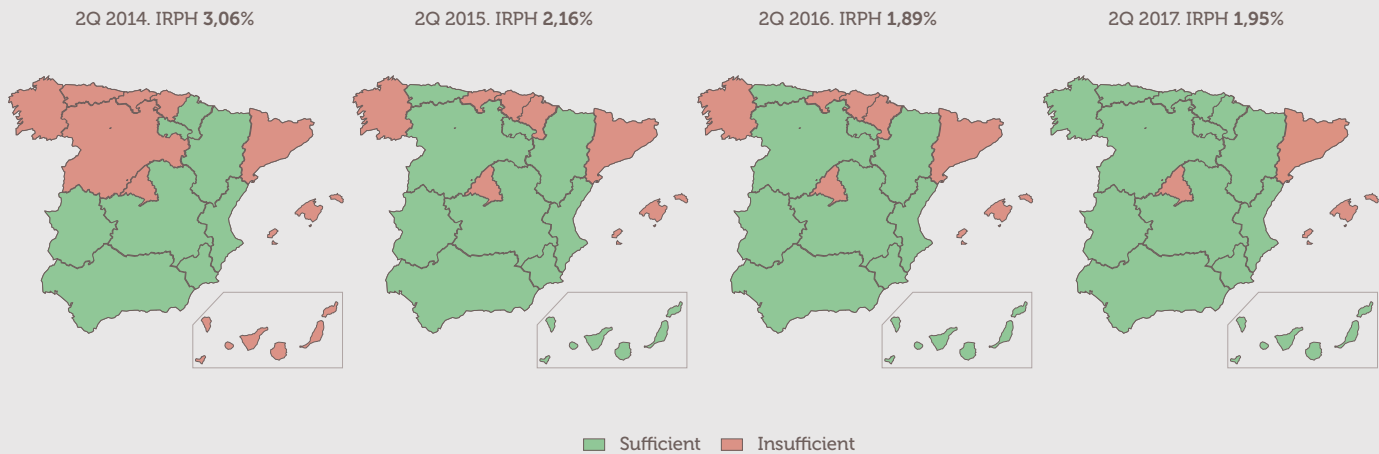 2Q 2014. IRPH 3,06%
2Q 2015. IRPH 2,16%
2Q 2016. IRPH 1,89%
2Q 2017. IRPH 1,95%
Sufficient
Insufficient